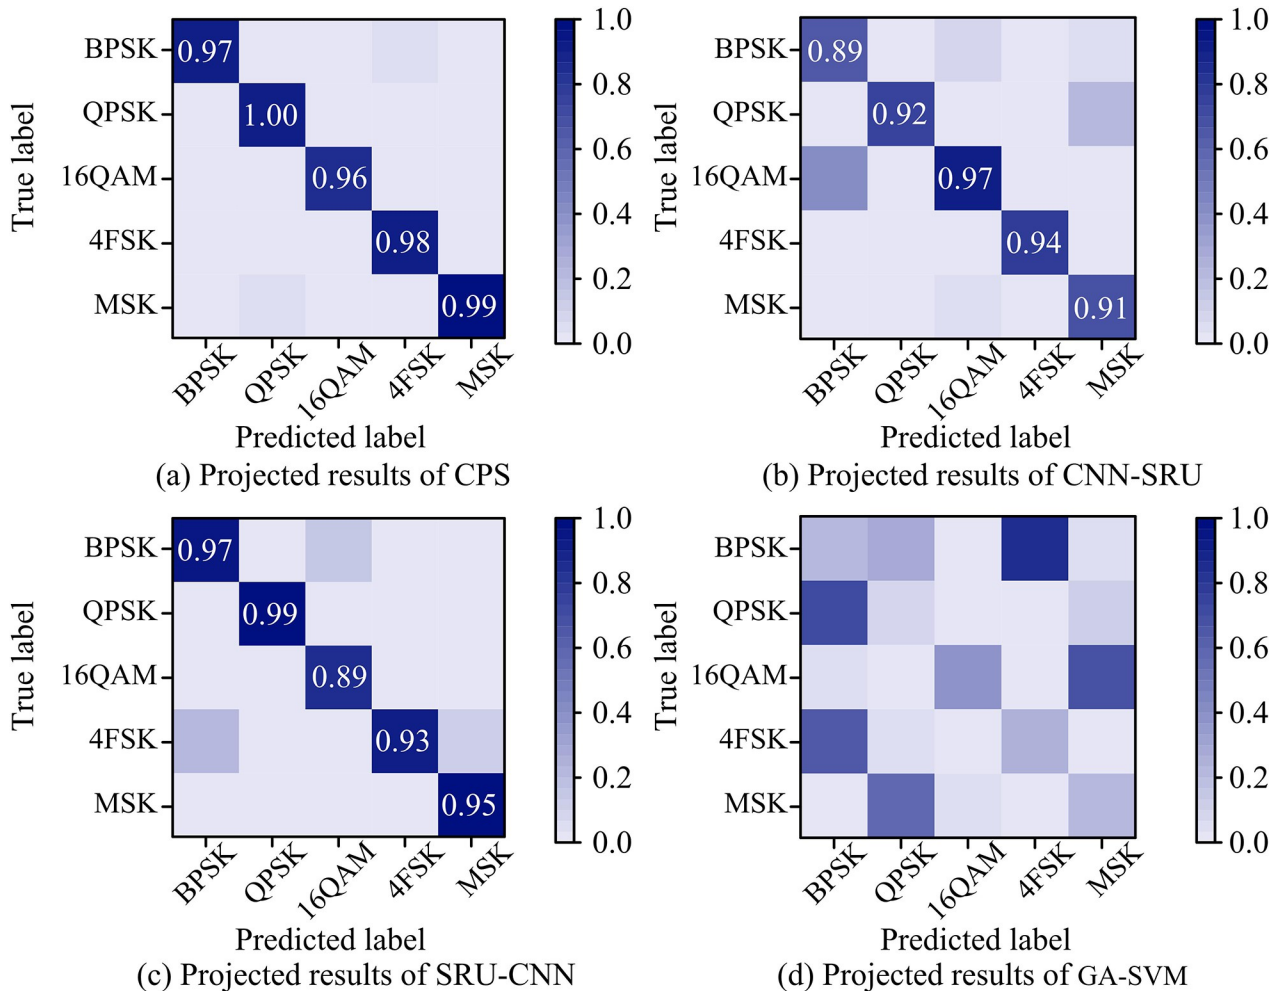 True label
BPSK
QPSK
16QAM
4FSK
MSK
0.97
1.00
0.96
0.98
0.99
BPSK
QPSK
16QAM
4FSK
MSK
Predicted label
1.0
0.8
0.6
0.4
0.2
0.0
(a) Projected results of CPS
True label
BPSK
QPSK
16QAM
4FSK
MSK
0.89
0.92
0.97
0.94
0.91
BPSK
QPSK
16QAM
4FSK
MSK
Predicted label
1.0
0.8
0.6
0.4
0.2
0.0
(b) Projected results of CNN-SRU
True label
BPSK
QPSK
16QAM
4FSK
MSK
0.97
0.99
0.89
0.93
0.95
BPSK
QPSK
16QAM
4FSK
MSK
Predicted label
1.0
0.8
0.6
0.4
0.2
0.0
(c) Projected results of SRU-CNN
True label
BPSK
QPSK
16QAM
4FSK
MSK
BPSK
QPSK
16QAM
4FSK
MSK
Predicted label
1.0
0.8
0.6
0.4
0.2
0.0
(d) Projected results of GA-SVM